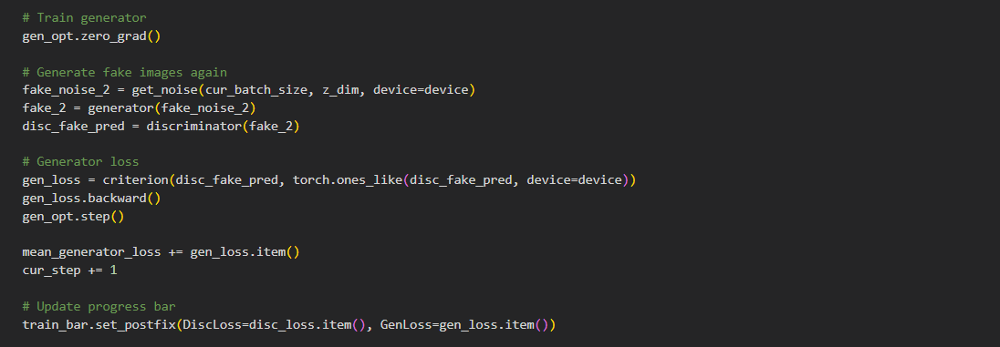 # Train generator
gen_opt.zero_grad()
# Generate fake images again
fake_noise_2 = get_noise(cur_batch_size, z_dim, device=device)
fake_2 = generator(fake_noise_2)
disc_fake_pred = discriminator(fake_2)
# Generator loss
gen_loss = criterion(disc_fake_pred, torch.ones_like(disc_fake_pred, device=device))
gen_loss.backward()
gen_opt.step()
mean_generator_loss += gen_loss.item()
cur_step += 1
# Update progress bar
train_bar.set_postfix(DiscLoss=disc_loss.item(), GenLoss=gen_loss.item())